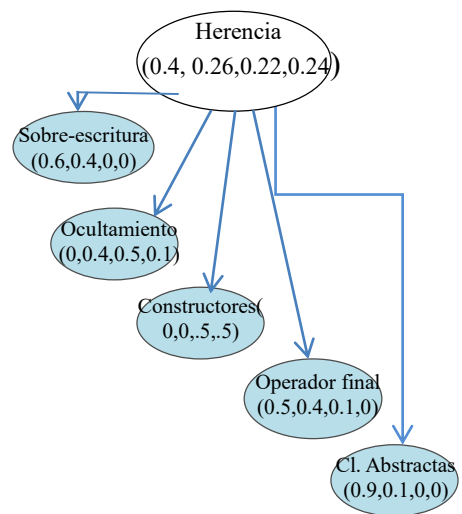 Herencia
(0.4, 0.26,0.22,0.24)
Sobre-escritura
(0.6,0.4,0,0)
Ocultamiento
(0,0.4,0.5,0.1)
Constructores(
0,0,.5,.5)
Operador final
(0.5,0.4,0.1,0)
Cl. Abstractas
(0.9,0.1,0,0)